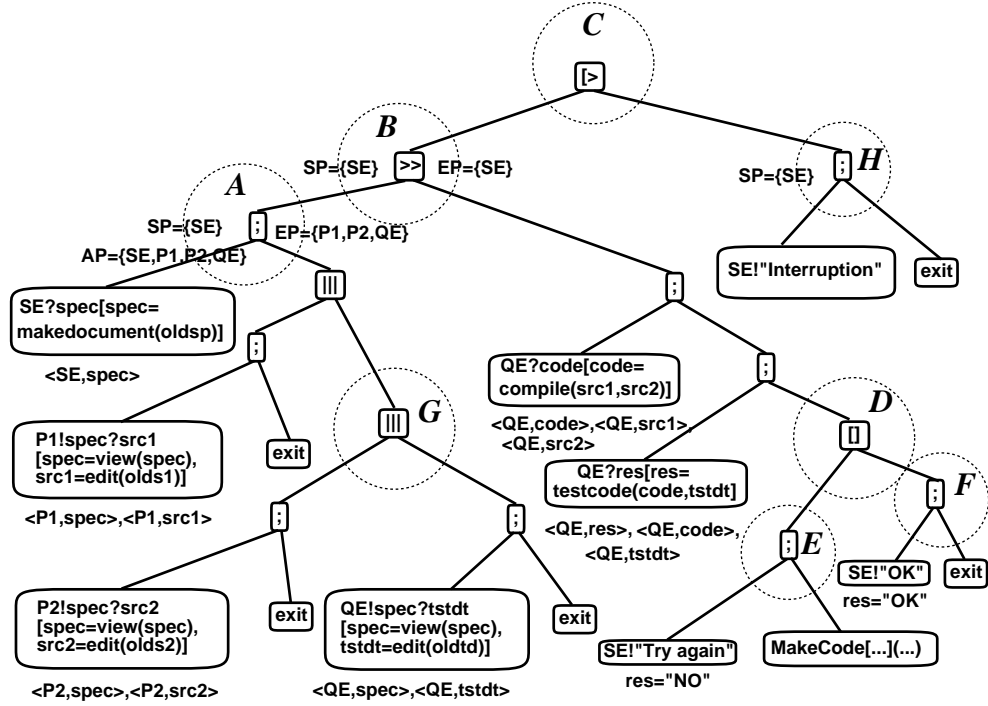 C
[>
B
SP={SE}
>>
EP={SE}
;
H
SP={SE}
A
SP={SE}
;
EP={P1,P2,QE}
AP={SE,P1,P2,QE}
SE!"Interruption"
exit
|||
;
SE?spec[spec=
makedocument(oldsp)]
<SE,spec>
;
QE?code[code=
compile(src1,src2)]
;
<QE,code>,<QE,src1>,
<QE,src2>
D
[]
|||
G
P1!spec?src1
[spec=view(spec),
src1=edit(olds1)]
exit
<P1,spec>,<P1,src1>
QE?res[res=
testcode(code,tstdt]
<QE,res>, <QE,code>,
<QE,tstdt>
;
F
;
;
;
E
SE!"OK"
exit
res="OK"
P2!spec?src2
[spec=view(spec),
src2=edit(olds2)]
exit
<P2,spec>,<P2,src2>
QE!spec?tstdt
[spec=view(spec),
tstdt=edit(oldtd)]
exit
<QE,spec>,<QE,tstdt>
SE!"Try again"
res="NO"
MakeCode[...](...)